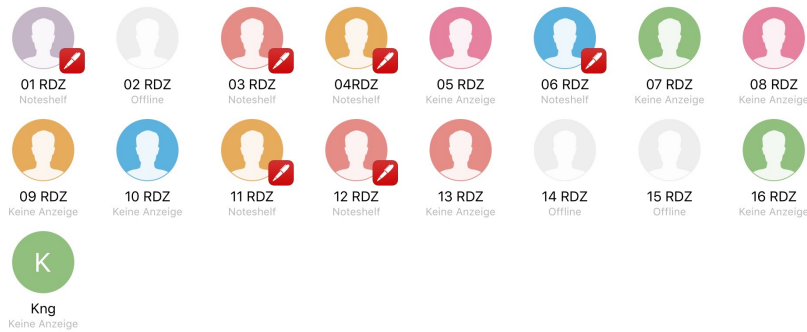 01 RDZ
Noteshelf
02 RDZ
Offline
03 RDZ
Noteshelf
04RDZ
Noteshelf
05 RDZ
Keine Anzeige
06 RDZ
Noteshelf
07 RDZ
Keine Anzeige
08 RDZ
Keine Anzeige
09 RDZ
Keine Anzeige
10 RDZ
Keine Anzeige
11 RDZ
Noteshelf
12 RDZ
Noteshelf
13 RDZ
Keine Anzeige
14 RDZ
Offline
15 RDZ
Offline
16 RDZ
Keine Anzeige
K
Kng
Keine Anzeige